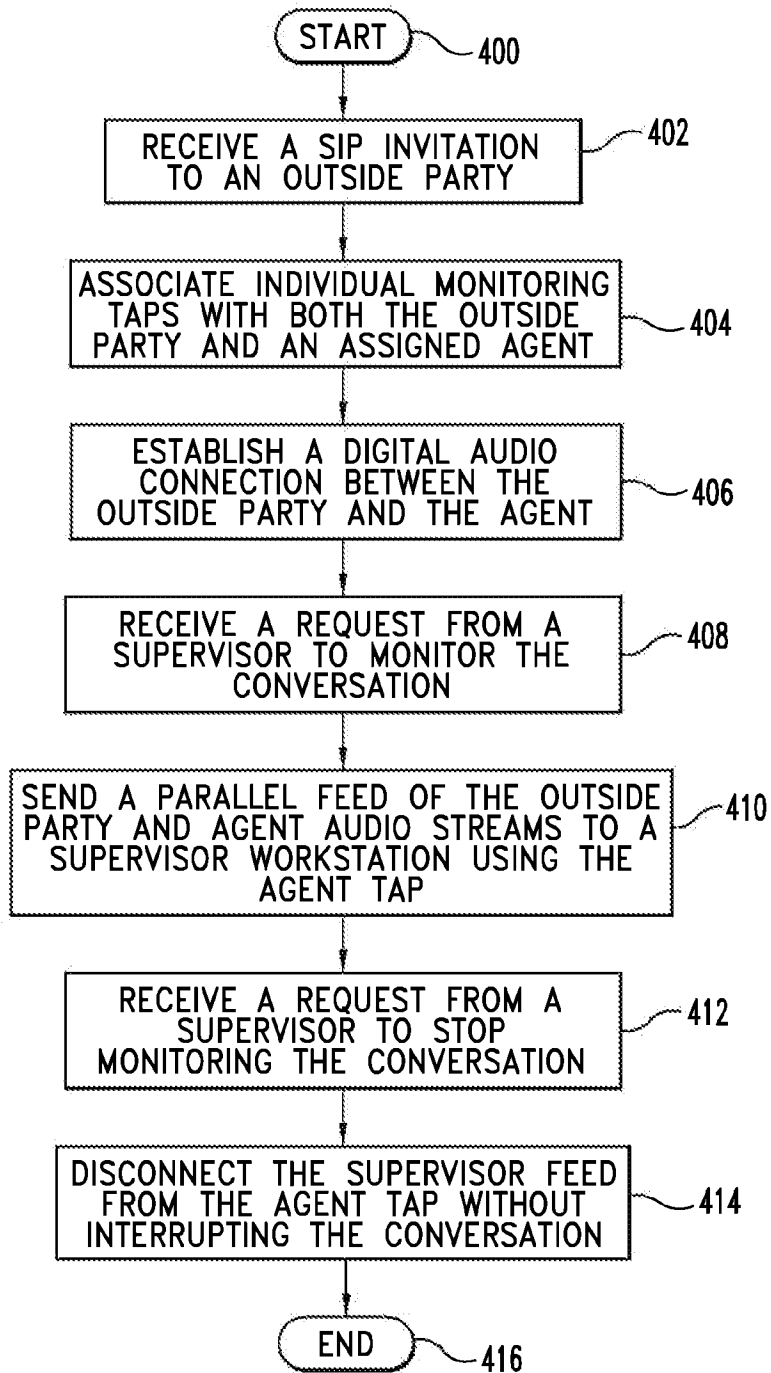 START
400
RECEIVE A SIP INVITATION
TO AN OUTSIDE PARTY
402
ASSOCIATE INDIVIDUAL MONITORING
TAPS WITH BOTH THE OUTSIDE
PARTY AND AN ASSIGNED AGENT
404
ESTABLISH A DIGITAL AUDIO
CONNECTION BETWEEN THE
OUTSIDE PARTY AND THE AGENT
406
RECEIVE A REQUEST FROM A
SUPERVISOR TO MONITOR THE
CONVERSATION
408
SEND A PARALLEL FEED OF THE OUTSIDE
PARTY AND AGENT AUDIO STREAMS TO A
SUPERVISOR WORKSTATION USING THE
AGENT TAP
410
RECEIVE A REQUEST FROM A
SUPERVISOR TO STOP
MONITORING THE CONVERSATION
412
DISCONNECT THE SUPERVISOR FEED
FROM THE AGENT TAP WITHOUT
INTERRUPTING THE CONVERSATION
414
END
416